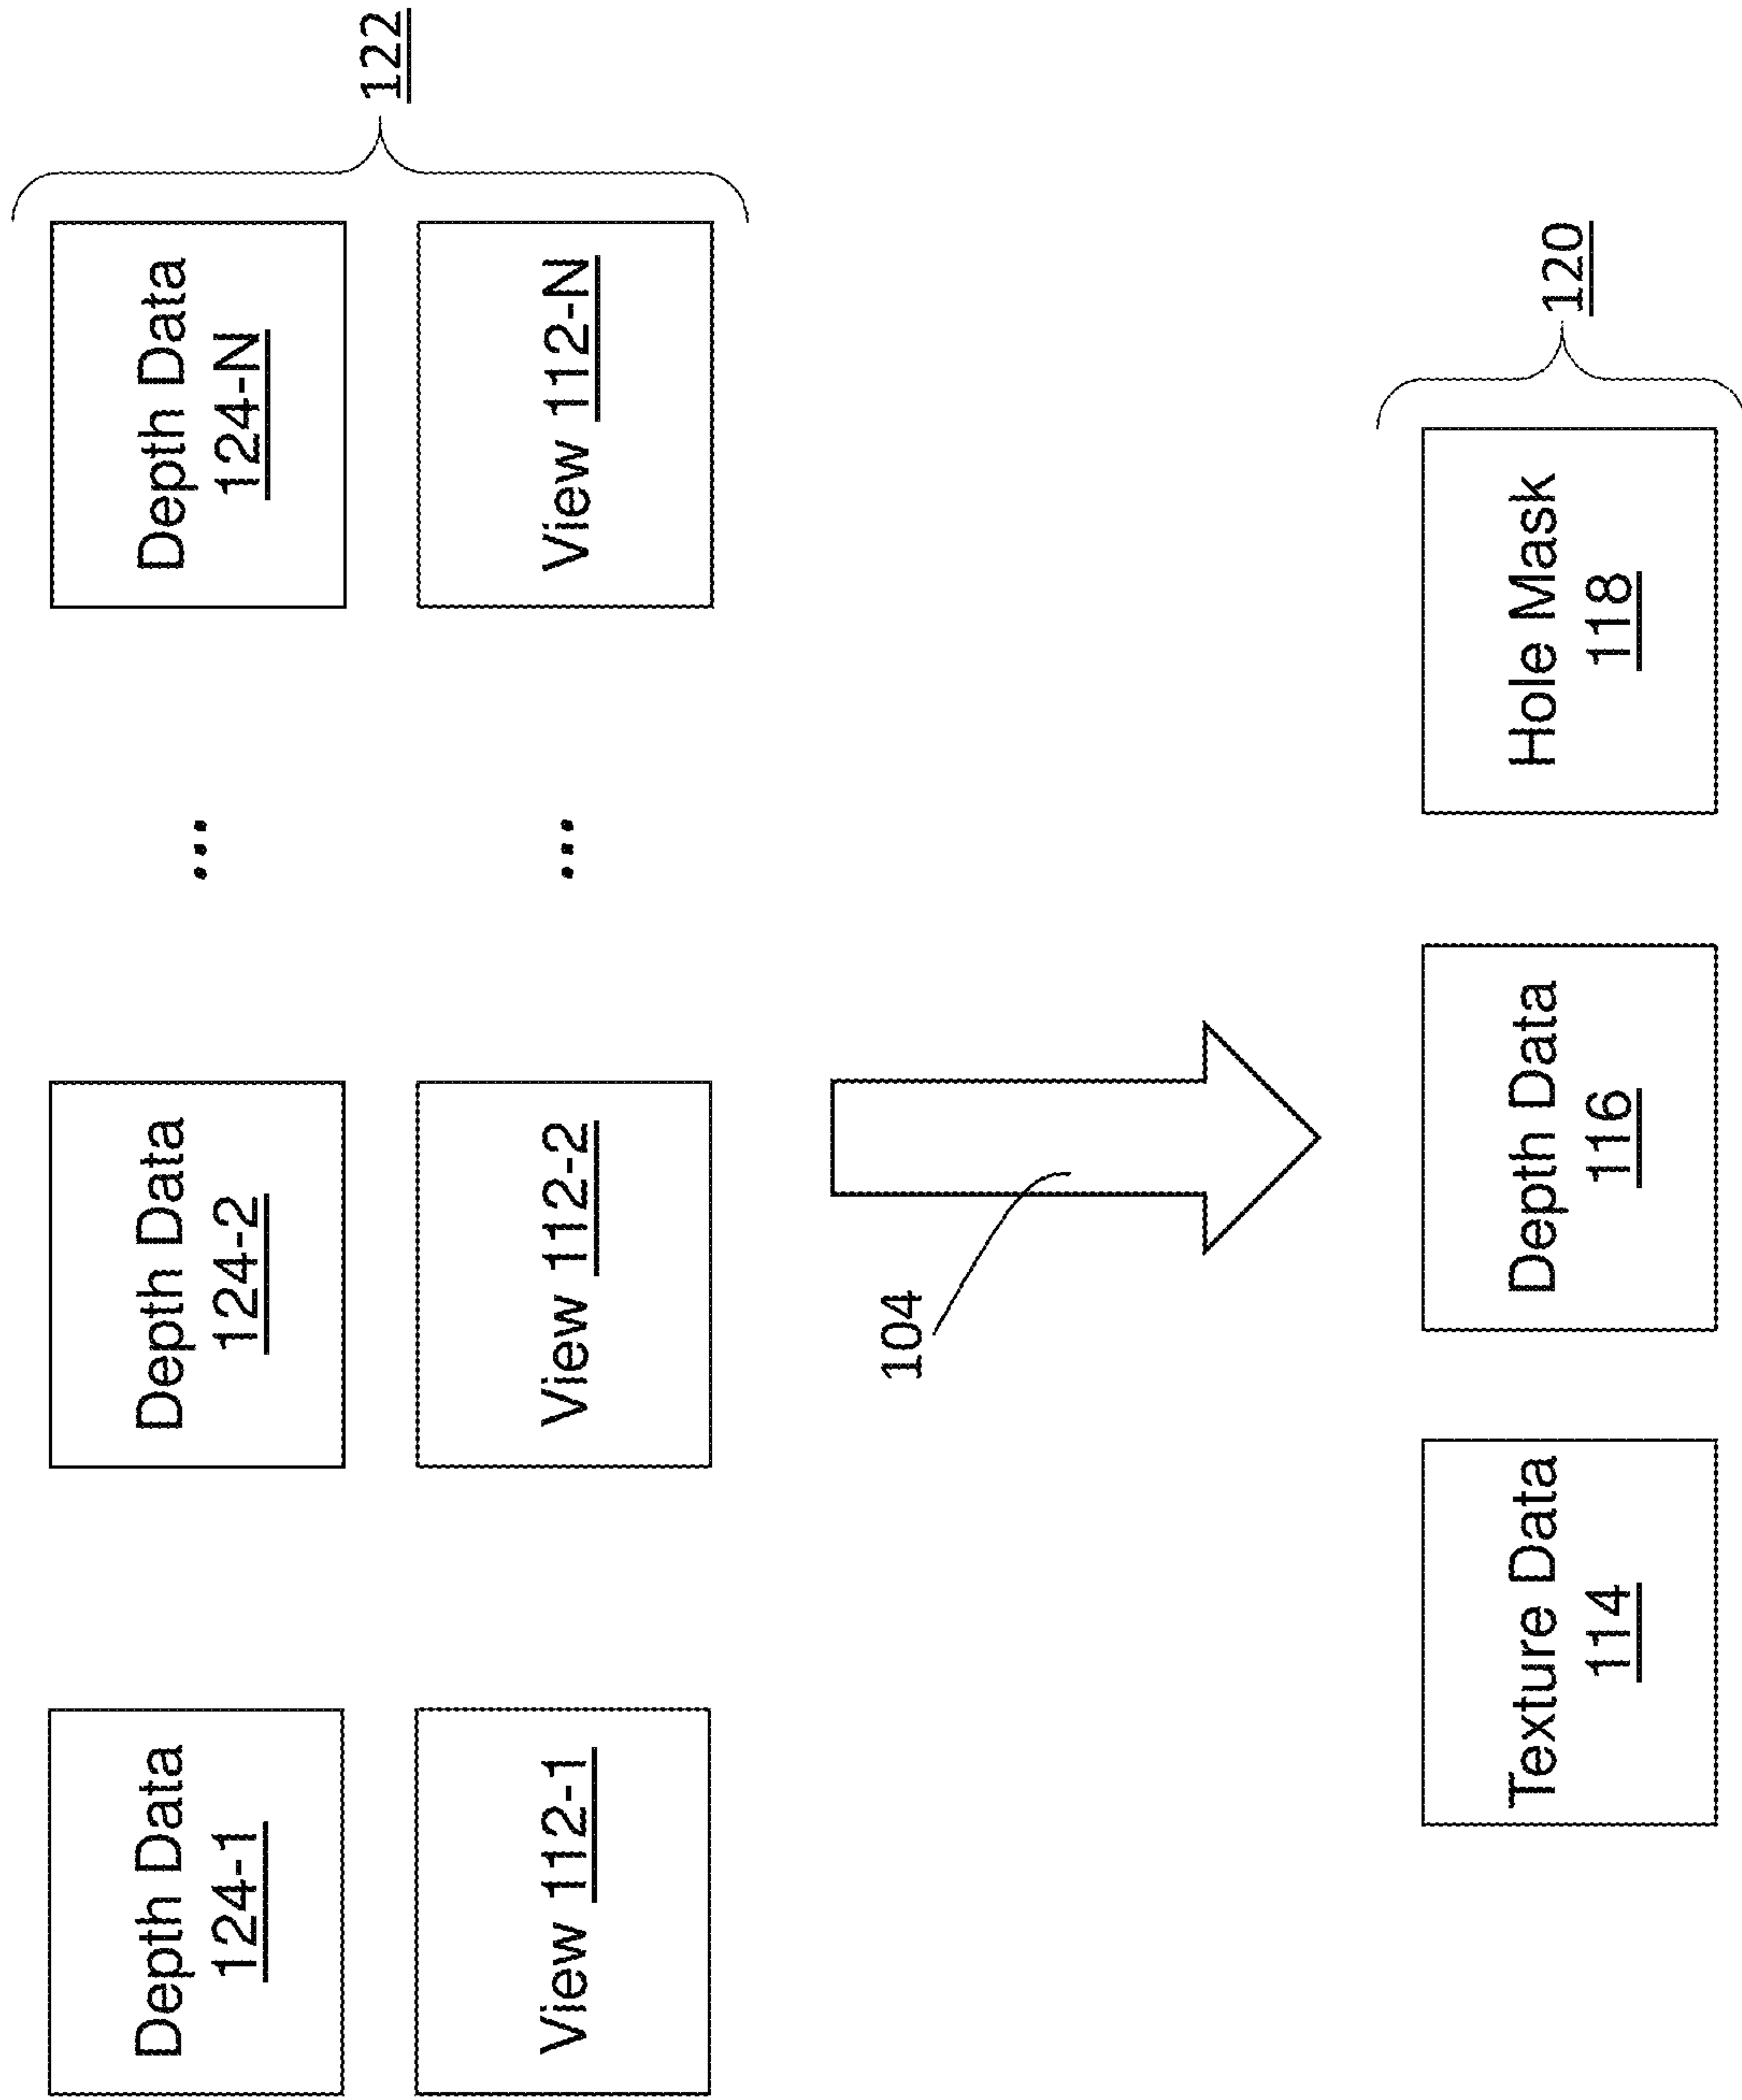 Depth Data
124-1
Depth Data
124-2
...
Depth Data
124-N
View 112-1
View 112-2
...
View 112-N
122
104
Texture Data
114
Depth Data
116
Hole Mask
118
120